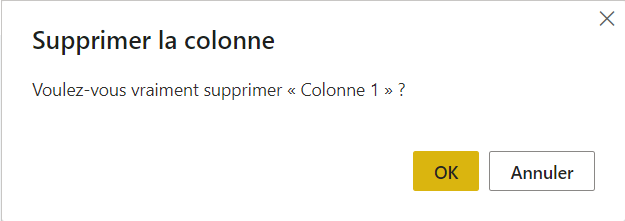 Supprimer la colonne
Voulez-vous vraiment supprimer « Colonne 1 » ?
OK
Annuler